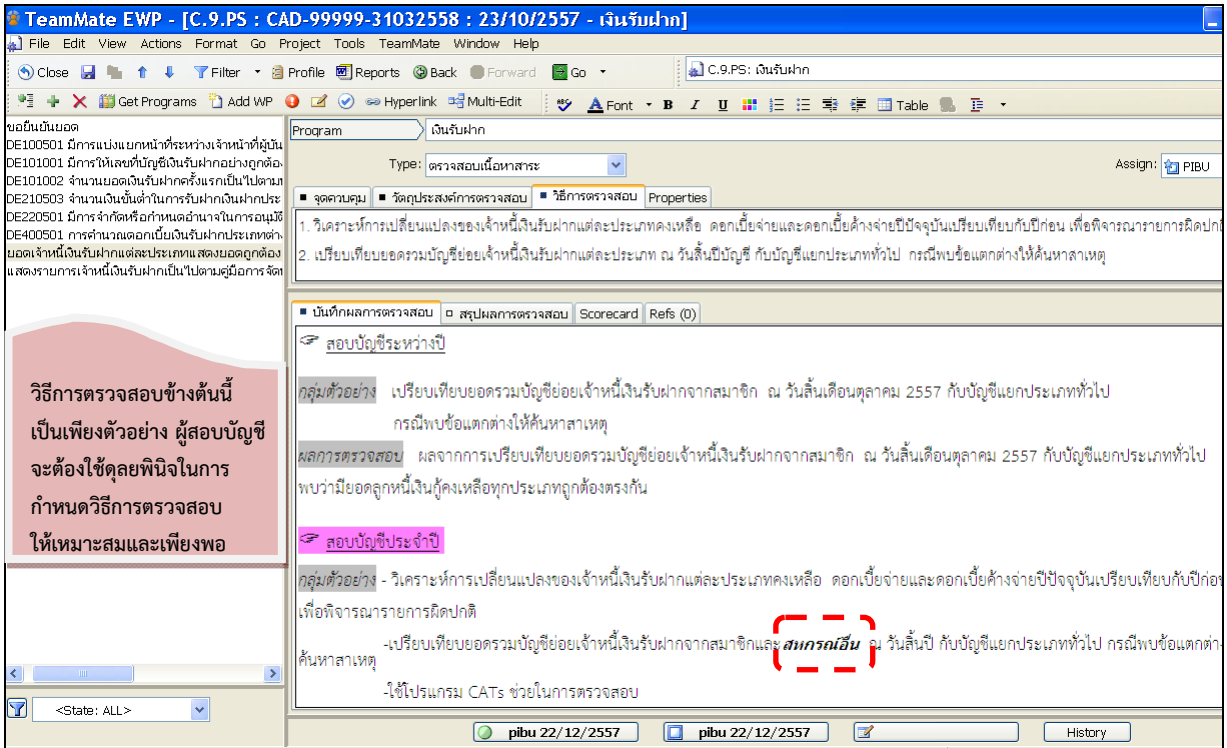 TeamMate EWP - [C.9.PS : CAD-99999-31032558 : 23/10/2557 - เงินรับฝาก]
File Edit View Actions Format Go Project Tools TeamMate Window Help
Close Filter Profile Reports Back Forward Go C.9.PS: เงินรับฝาก
Get Programs Add WP Hyperlink Multi-Edit Font B I U Table
ขอยืนยันยอด
DE100501 มีการแบ่งแยกหน้าที่ระหว่างเจ้าหน้าที่ผู้บัน
DE101001 มีการให้เลขที่บัญชีเงินรับฝากอย่างถูกต้อง
DE101002 จำนวนยอดเงินรับฝากครั้งแรกเป็นไปตาม
DE210503 จำนวนเงินขั้นต่ำในการรับฝากเงินฝากประ
DE220501 มีการจำกัดหรือกำหนดอำนาจในการอนุมัติ
DE400501 การคำนวณดอกเบี้ยเงินรับฝากประเภทต่าง
ยอดเจ้าหนี้เงินรับฝากแต่ละประเภทแสดงยอดถูกต้อง
แสดงรายการเจ้าหนี้เงินรับฝากเป็นไปตามคู่มือการจัดท
Program เงินรับฝาก
Type: ตรวจสอบเนื้อหาสาระ Assign: PIBU
จุดควบคุม วัตถุประสงค์การตรวจสอบ วิธีการตรวจสอบ Properties
1. วิเคราะห์การเปลี่ยนแปลงของเจ้าหนี้เงินรับฝากแต่ละประเภทคงเหลือ ดอกเบี้ยจ่ายและดอกเบี้ยค้างจ่ายปีปัจจุบันเปรียบเทียบกับปีก่อน เพื่อพิจารณารายการผิดปกติ
2. เปรียบเทียบยอดรวมบัญชีย่อยเจ้าหนี้เงินรับฝากแต่ละประเภท ณ วันสิ้นปีบัญชี กับบัญชีแยกประเภททั่วไป กรณีพบข้อแตกต่างให้ค้นหาสาเหตุ
บันทึกผลการตรวจสอบ สรุปผลการตรวจสอบ Scorecard Refs (0)
☞ สอบบัญชีระหว่างปี
กลุ่มตัวอย่าง เปรียบเทียบยอดรวมบัญชีย่อยเจ้าหนี้เงินรับฝากจากสมาชิก ณ วันสิ้นเดือนตุลาคม 2557 กับบัญชีแยกประเภททั่วไป
กรณีพบข้อแตกต่างให้ค้นหาสาเหตุ
ผลการตรวจสอบ ผลจากการเปรียบเทียบยอดรวมบัญชีย่อยเจ้าหนี้เงินรับฝากจากสมาชิก ณ วันสิ้นเดือนตุลาคม 2557 กับบัญชีแยกประเภททั่วไป
พบว่ามียอดลูกหนี้เงินกู้คงเหลือทุกประเภทถูกต้องตรงกัน
☞ สอบบัญชีประจำปี
กลุ่มตัวอย่าง - วิเคราะห์การเปลี่ยนแปลงของเจ้าหนี้เงินรับฝากแต่ละประเภทคงเหลือ ดอกเบี้ยจ่ายและดอกเบี้ยค้างจ่ายปีปัจจุบันเปรียบเทียบกับปีก่อน
เพื่อพิจารณารายการผิดปกติ
-เปรียบเทียบยอดรวมบัญชีย่อยเจ้าหนี้เงินรับฝากจากสมาชิกและสหกรณ์อื่น ณ วันสิ้นปี กับบัญชีแยกประเภททั่วไป กรณีพบข้อแตกต่าง
ค้นหาสาเหตุ
-ใช้โปรแกรม CATs ช่วยในการตรวจสอบ
วิธีการตรวจสอบข้างต้นนี้
เป็นเพียงตัวอย่าง ผู้สอบบัญชี
จะต้องใช้ดุลยพินิจในการ
กำหนดวิธีการตรวจสอบ
ให้เหมาะสมและเพียงพอ
<State: ALL>
pibu 22/12/2557 pibu 22/12/2557 History